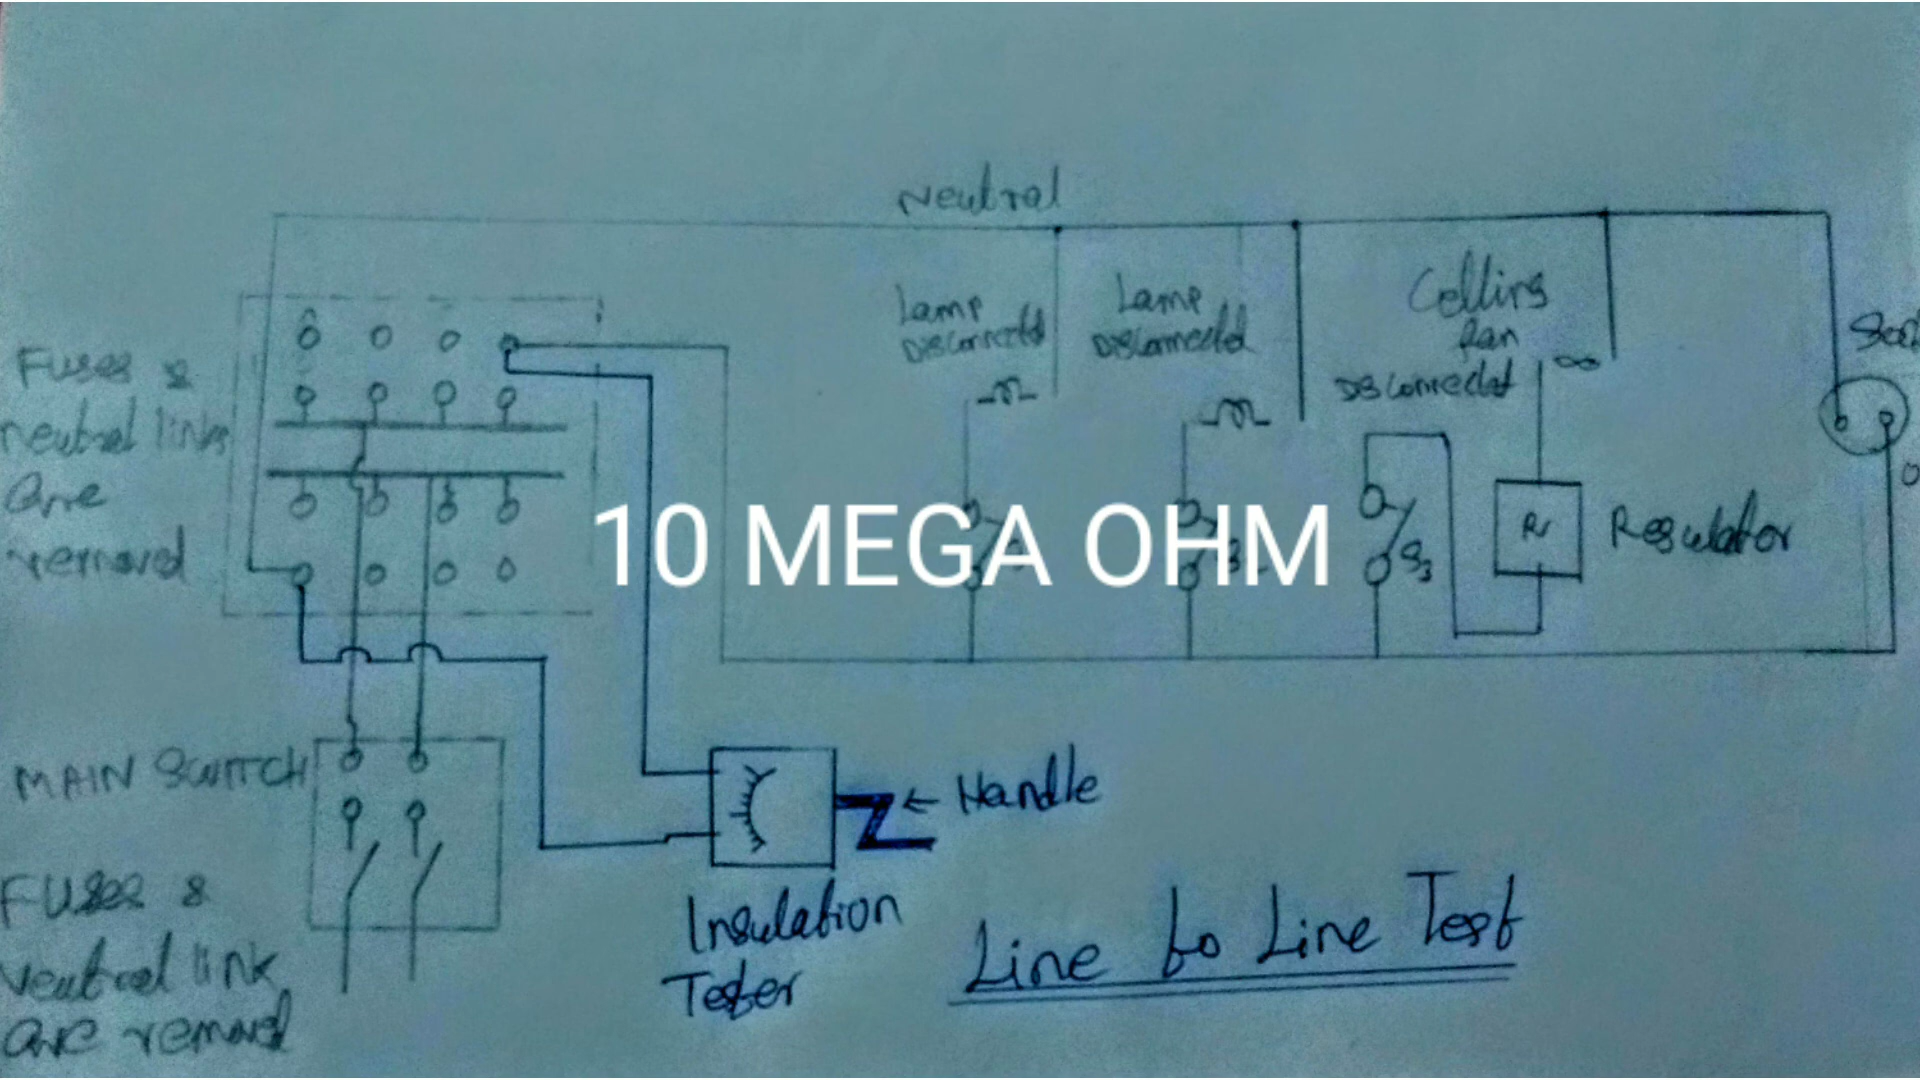 Neutral
Lamp
Disconnected
Lamp
Disconnected
Celling
fan
Disconnected
Fuses &
neutral links
are
removed
10 MEGA OHM
S3
R
Regulator
MAIN SWITCH
Handle
Fuses &
Neutral link
are removed
Insulation
Tester
Line to Line Test